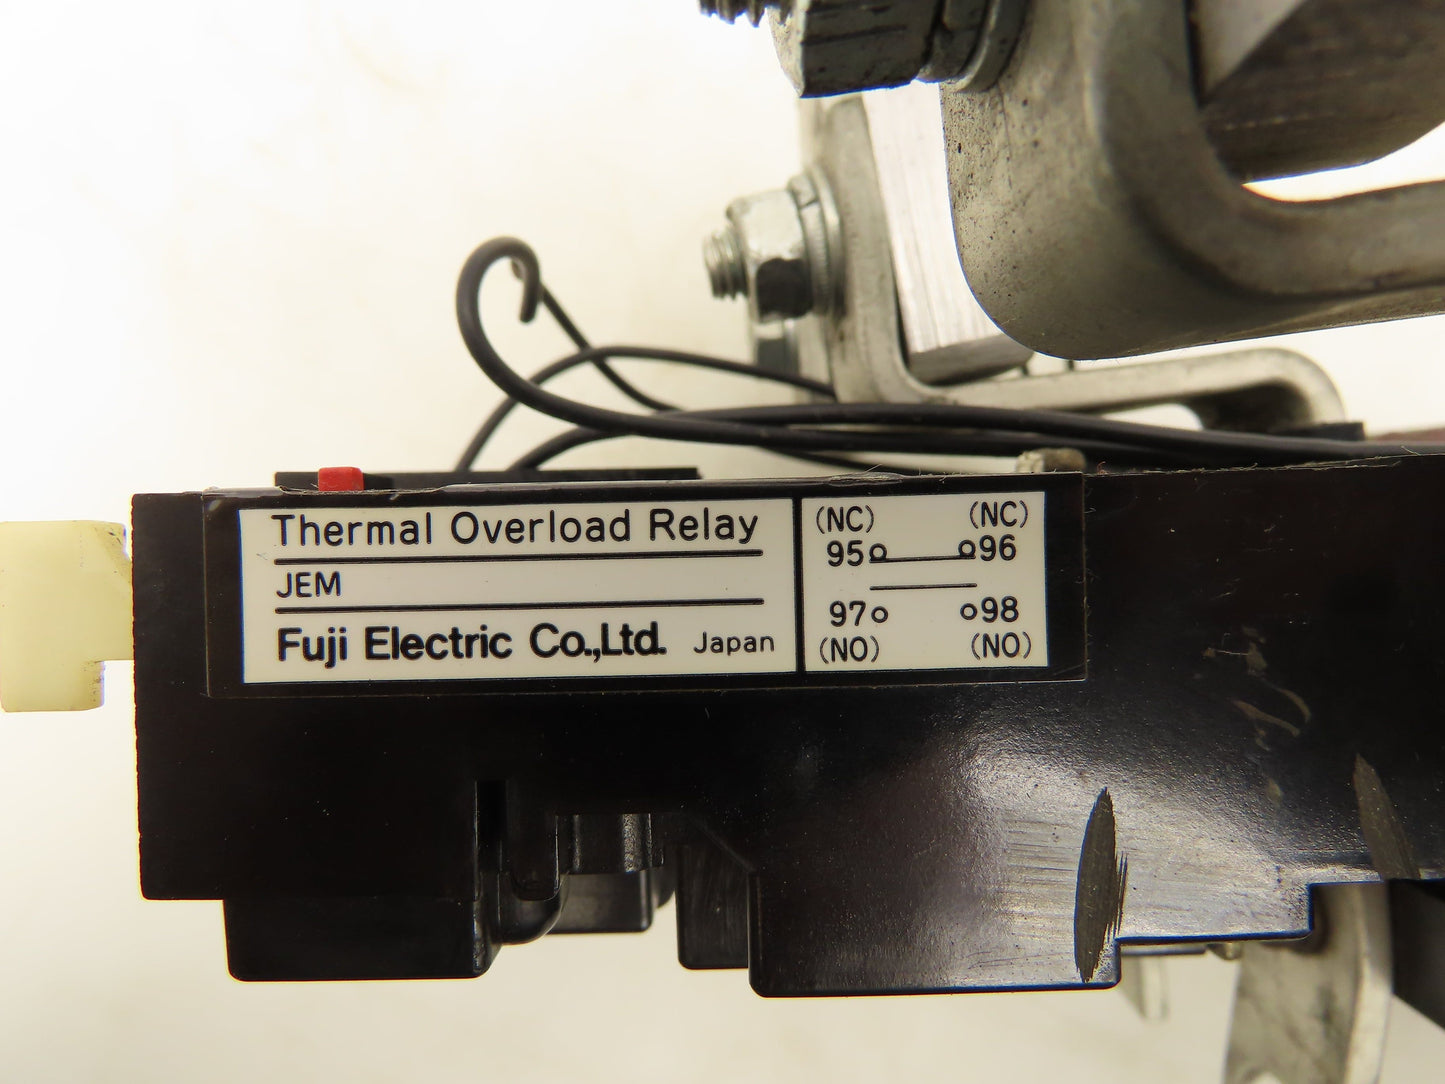 Thermal Overload Relay
JEM
Fuji Electric Co.,Ltd. Japan
(NC) (NC)
95 96
97 98
(NO) (NO)